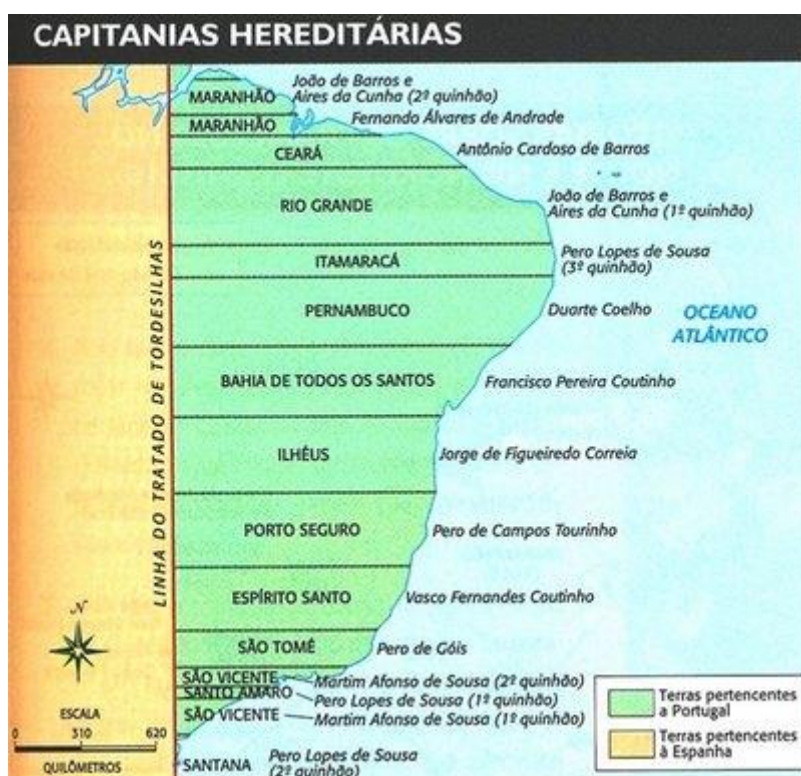 CAPITANIAS HEREDITÁRIAS
João de Barros e
Aires da Cunha (2º quinhão)
MARANHÃO
Fernando Álvares de Andrade
MARANHÃO
CEARÁ
Antônio Cardoso de Barros
RIO GRANDE
João de Barros e
Aires da Cunha (1º quinhão)
ITAMARACÁ
Pero Lopes de Sousa
(3º quinhão)
PERNAMBUCO
Duarte Coelho
OCEANO
ATLÂNTICO
BAHIA DE TODOS OS SANTOS
Francisco Pereira Coutinho
ILHÉUS
Jorge de Figueiredo Correia
PORTO SEGURO
Pero de Campos Tourinho
ESPÍRITO SANTO
Vasco Fernandes Coutinho
SÃO TOMÉ
Pero de Góis
SÃO VICENTE
Martim Afonso de Sousa (2º quinhão)
SANTO AMARO
Pero Lopes de Sousa (1º quinhão)
SÃO VICENTE
Martim Afonso de Sousa (1º quinhão)
SANTANA
Pero Lopes de Sousa
(2º quinhão)
LINHA DO TRATADO DE TORDESILHAS
N
ESCALA
0 310 620
QUILÔMETROS
Terras pertencentes
a Portugal
Terras pertencentes
à Espanha